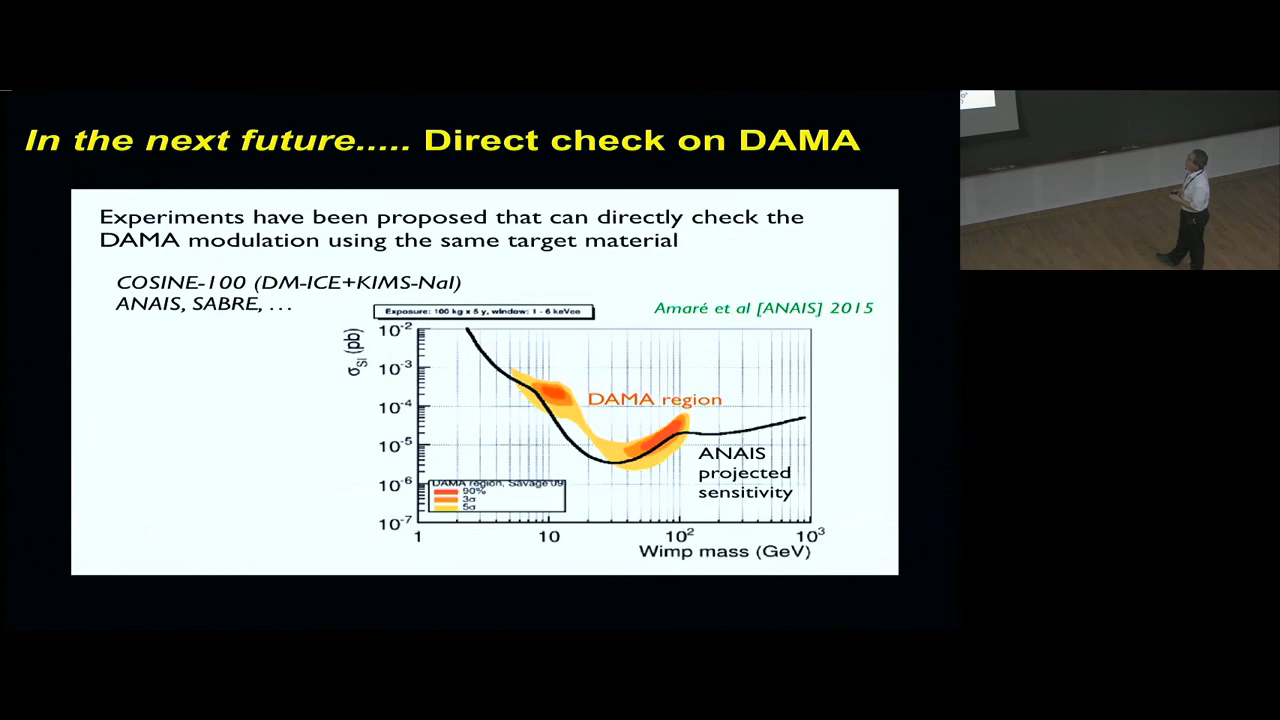 In the next future..... Direct check on DAMA
Experiments have been proposed that can directly check the
DAMA modulation using the same target material
COSINE-100 (DM-ICE+KIMS-NaI)
ANAIS, SABRE, …
Amaré et al [ANAIS] 2015
Exposure: 100 kg x 5 y, window: 1 - 6 keVee
σSI (pb)
10-2
10-3
10-4
10-5
10-6
10-7
DAMA region
ANAIS
projected
sensitivity
DAMA region, Savage 09
90%
3σ
5σ
1
10
10²
10³
Wimp mass (GeV)